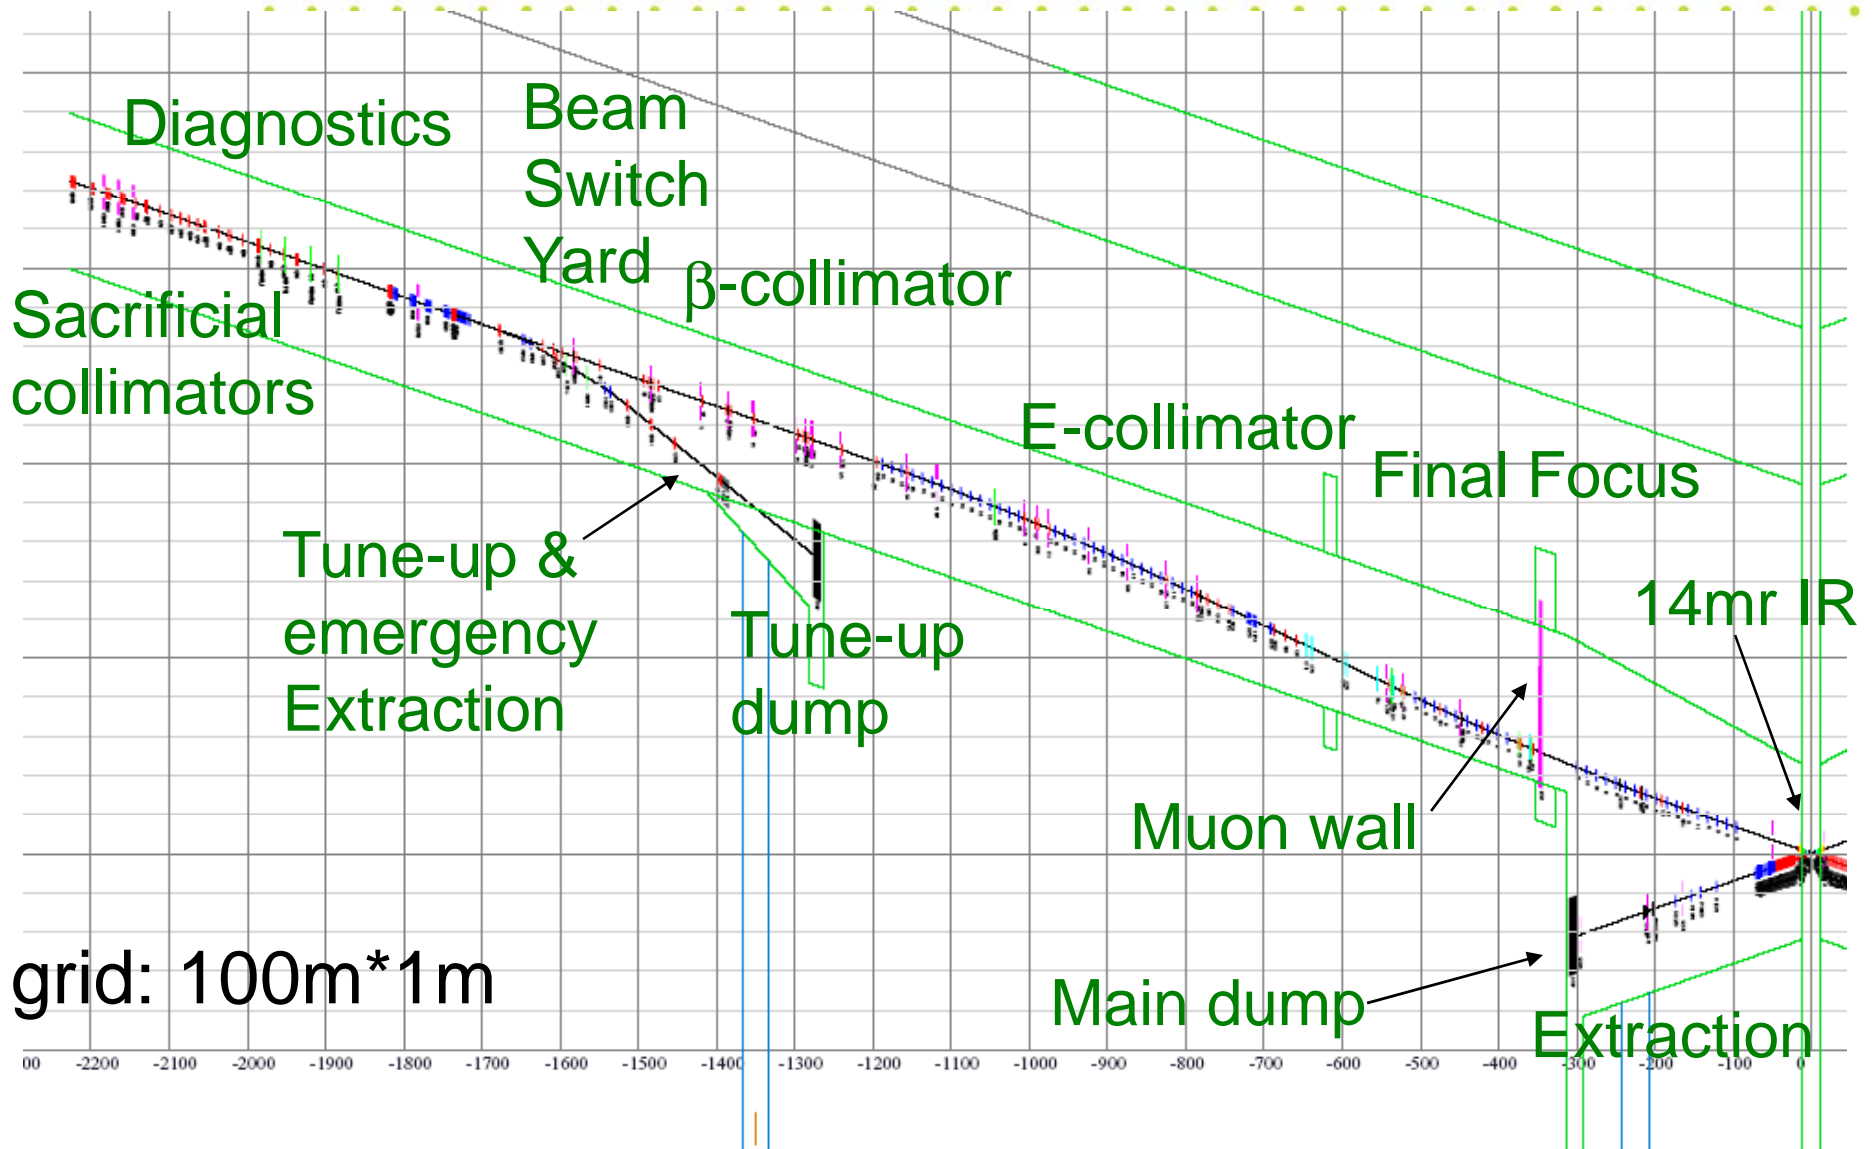 Diagnostics
Beam
Switch
Yard
β-collimator
Sacrificial
collimators
E-collimator
Final Focus
Tune-up &
emergency
Extraction
Tune-up
dump
14mr IR
Muon wall
grid: 100m*1m
Main dump
Extraction
00 -2200 -2100 -2000 -1900 -1800 -1700 -1600 -1500 -1400 -1300 -1200 -1100 -1000 -900 -800 -700 -600 -500 -400 -300 -200 -100 0